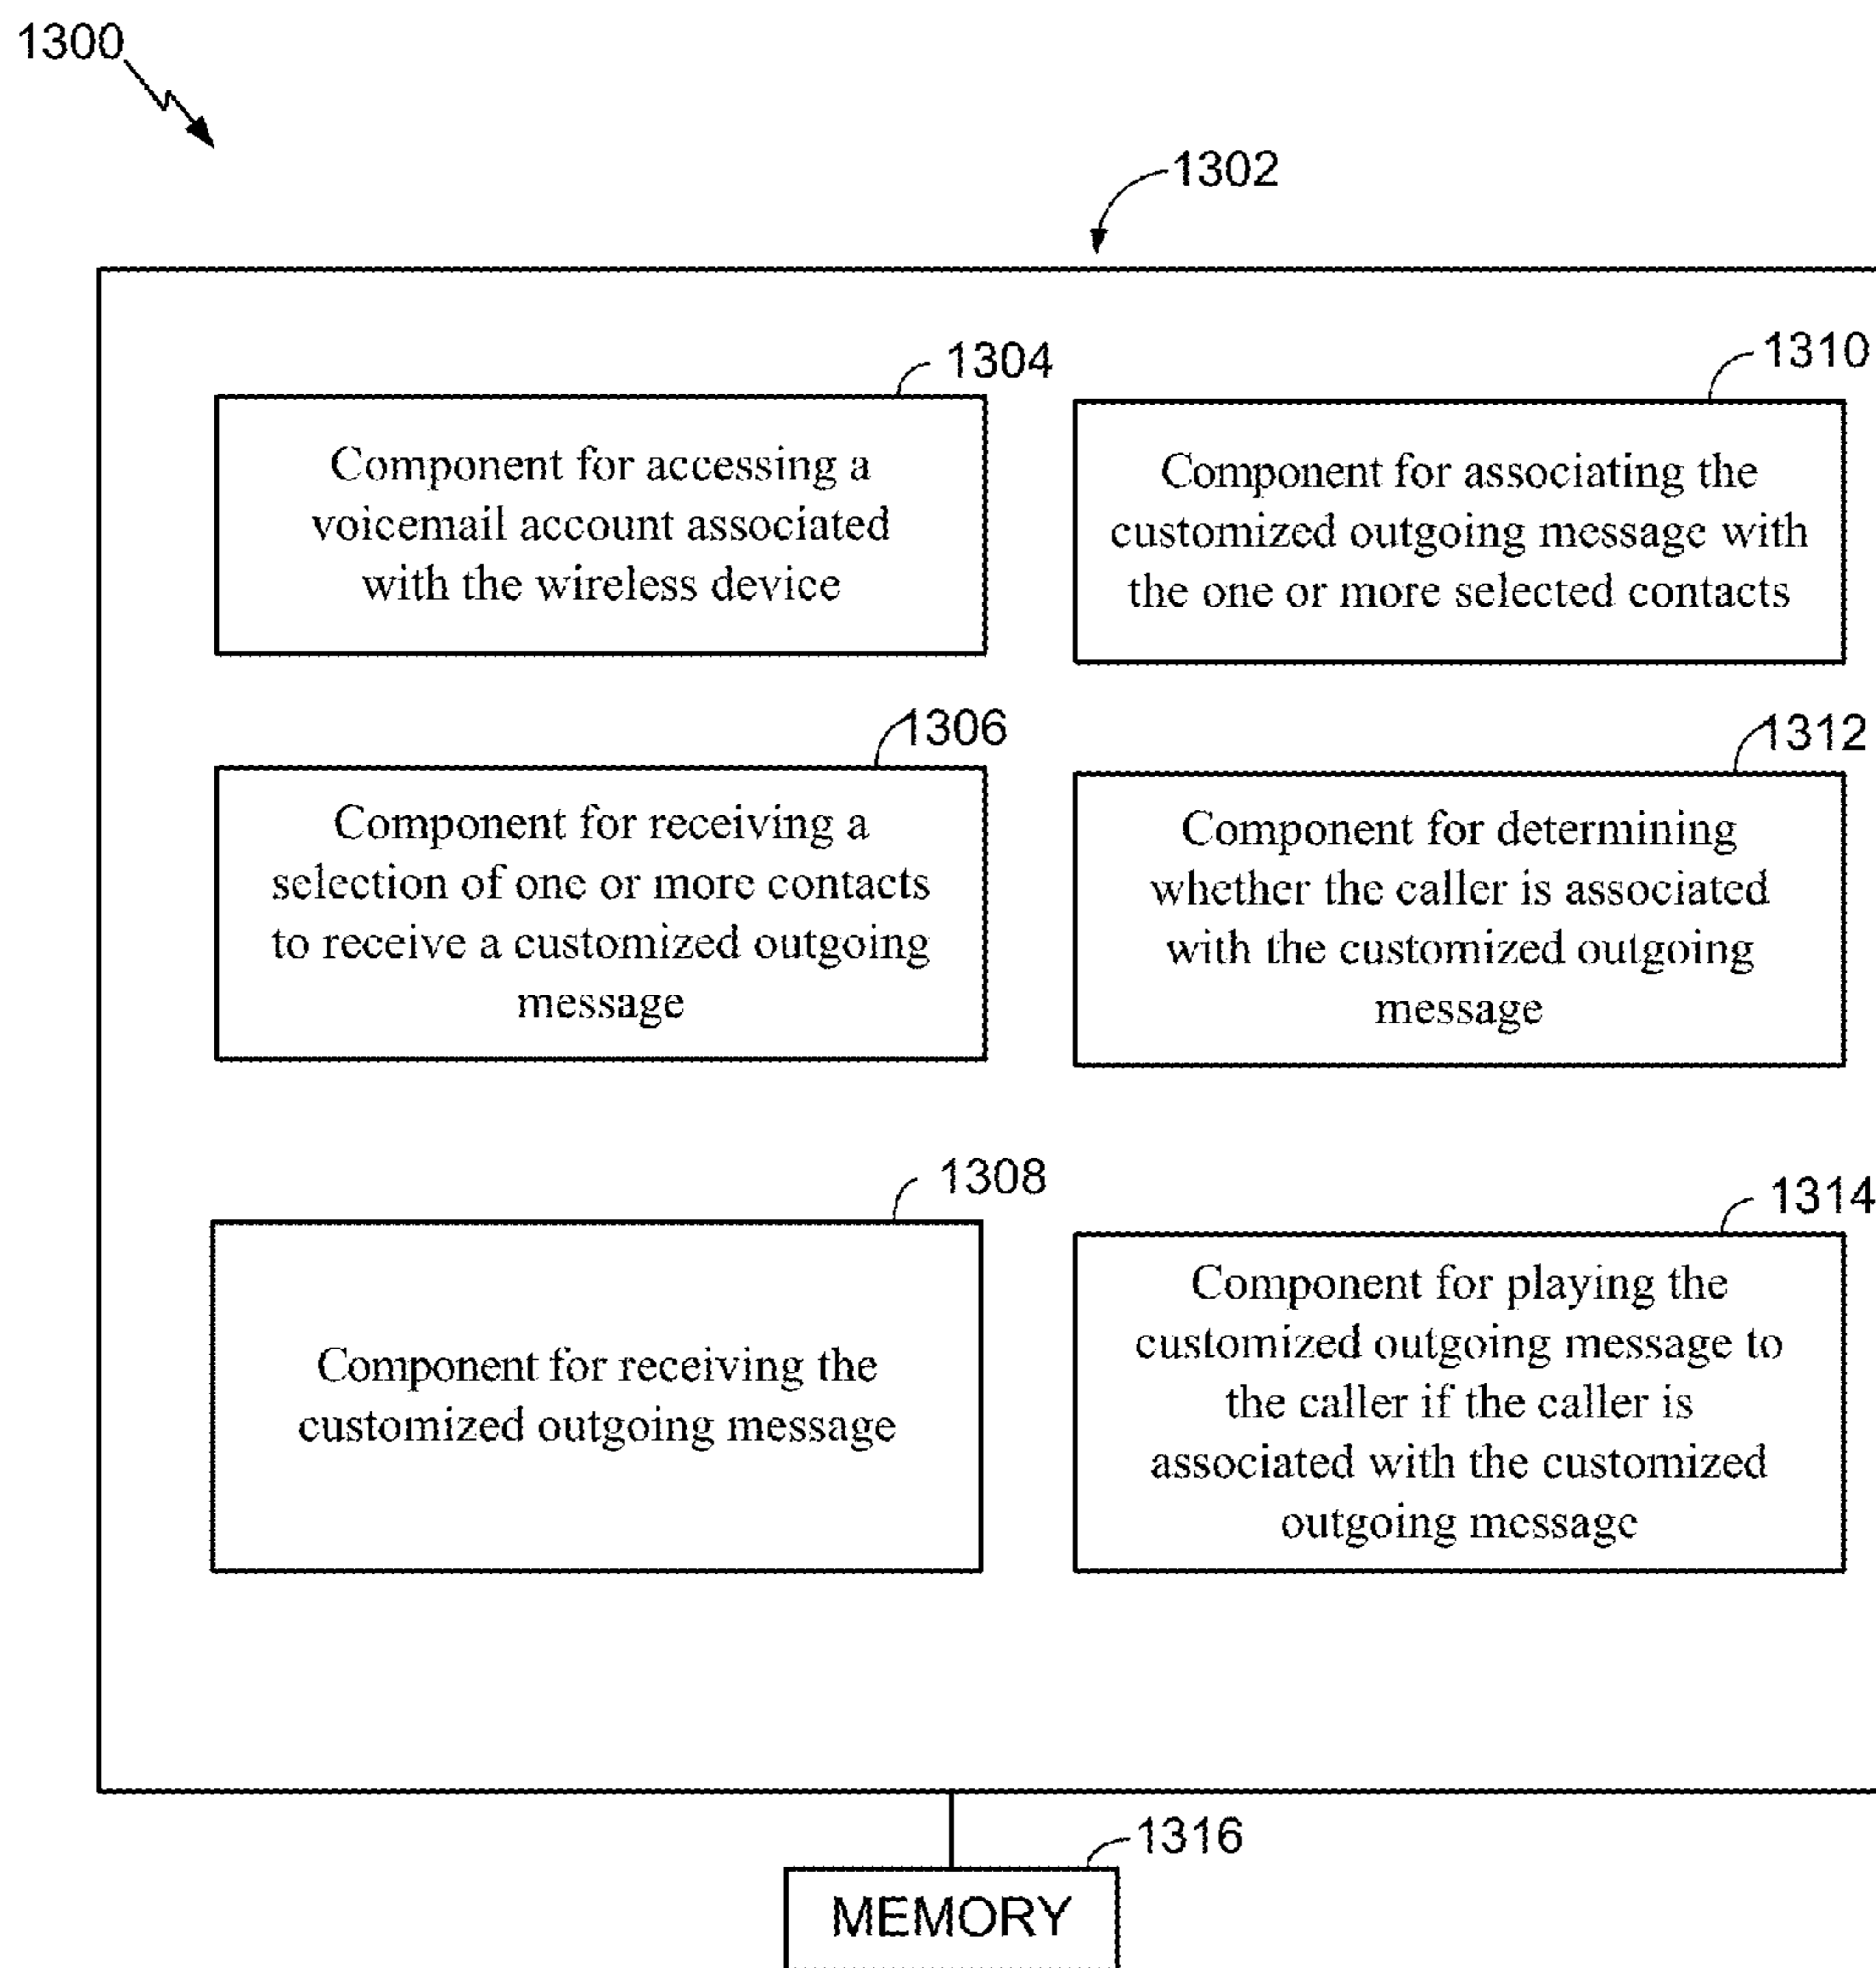 1300
1302
1304
Component for accessing a
voicemail account associated
with the wireless device
1306
Component for receiving a
selection of one or more contacts
to receive a customized outgoing
message
1308
Component for receiving the
customized outgoing message
1310
Component for associating the
customized outgoing message with
the one or more selected contacts
1312
Component for determining
whether the caller is associated
with the customized outgoing
message
1314
Component for playing the
customized outgoing message to
the caller if the caller is
associated with the customized
outgoing message
1316
MEMORY